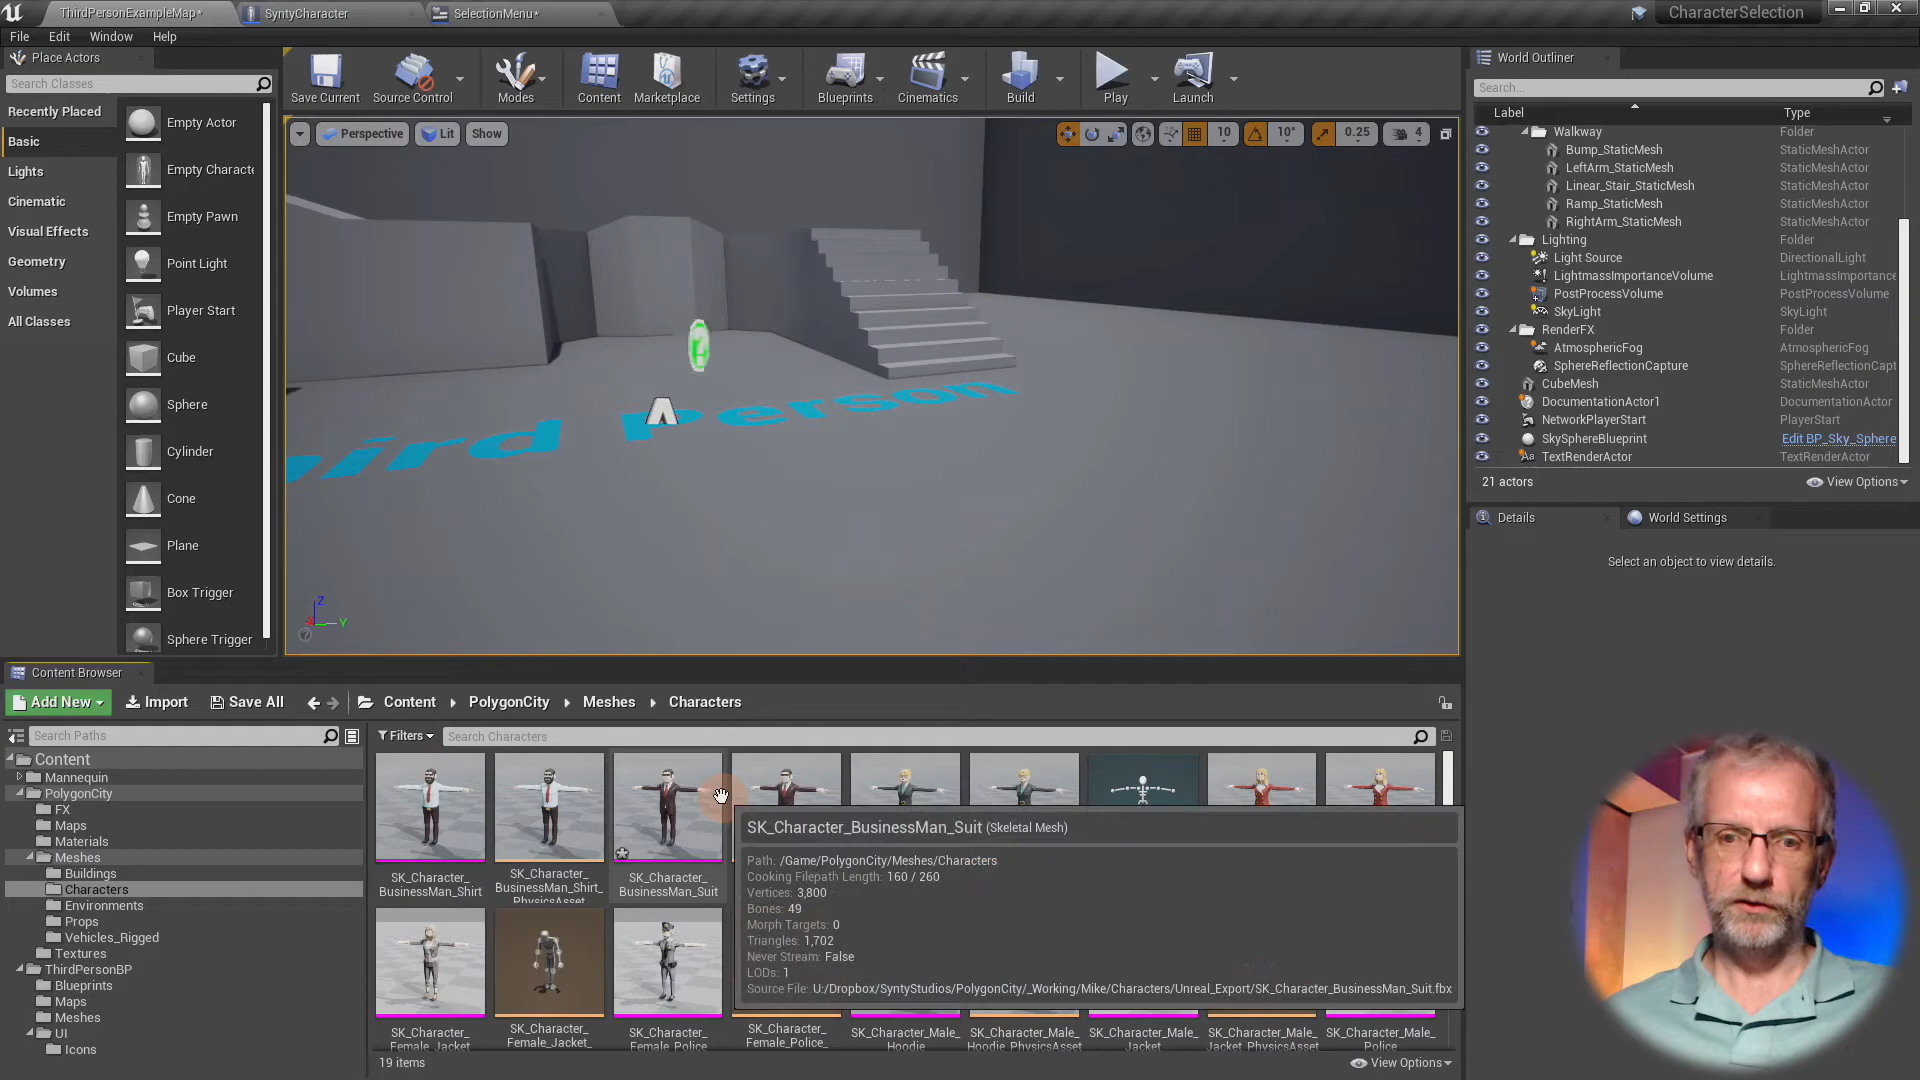 ThirdPersonExampleMap*
SyntyCharacter
SelectionMenu*
CharacterSelection
File Edit Window Help
Place Actors
Search Classes
Recently Placed
Basic
Lights
Cinematic
Visual Effects
Geometry
Volumes
All Classes
Empty Actor
Empty Characte
Empty Pawn
Point Light
Player Start
Cube
Sphere
Cylinder
Cone
Plane
Box Trigger
Sphere Trigger
Save Current
Source Control
Modes
Content
Marketplace
Settings
Blueprints
Cinematics
Build
Play
Launch
Perspective
Lit
Show
10
10°
0.25
4
ird Person
Z
Y
World Outliner
Search...
Label Type
Walkway Folder
Bump_StaticMesh StaticMeshActor
LeftArm_StaticMesh StaticMeshActor
Linear_Stair_StaticMesh StaticMeshActor
Ramp_StaticMesh StaticMeshActor
RightArm_StaticMesh StaticMeshActor
Lighting Folder
Light Source DirectionalLight
LightmassImportanceVolume LightmassImportance
PostProcessVolume PostProcessVolume
SkyLight SkyLight
RenderFX Folder
AtmosphericFog AtmosphericFog
SphereReflectionCapture SphereReflectionCapt
CubeMesh StaticMeshActor
DocumentationActor1 DocumentationActor
NetworkPlayerStart PlayerStart
SkySphereBlueprint Edit BP_Sky_Sphere
TextRenderActor TextRenderActor
21 actors
View Options
Details
World Settings
Select an object to view details.
Content Browser
Add New
Import
Save All
Content
PolygonCity
Meshes
Characters
Search Paths
Filters
Search Characters
Content
Mannequin
PolygonCity
FX
Maps
Materials
Meshes
Buildings
Characters
Environments
Props
Vehicles_Rigged
Textures
ThirdPersonBP
Blueprints
Maps
Meshes
UI
Icons
SK_Character_
BusinessMan_Shirt
SK_Character_
BusinessMan_Shirt_
PhysicsAsset
SK_Character_
BusinessMan_Suit
SK_Character_BusinessMan_Suit (Skeletal Mesh)
Path: /Game/PolygonCity/Meshes/Characters
Cooking Filepath Length: 160 / 260
Vertices: 3,800
Bones: 49
Morph Targets: 0
Triangles: 1,702
Never Stream: False
LODs: 1
Source File: U:/Dropbox/SyntyStudios/PolygonCity/_Working/Mike/Characters/Unreal_Export/SK_Character_BusinessMan_Suit.fbx
SK_Character_
Female_Jacket
SK_Character_
Female_Jacket_
SK_Character_
Female_Police
SK_Character_
Female_Police_
SK_Character_Male_
Hoodie
SK_Character_Male_
Hoodie_PhysicsAsset
SK_Character_Male_
Jacket
SK_Character_Male_
Jacket_PhysicsAsset
SK_Character_Male_
Police
19 items
View Options